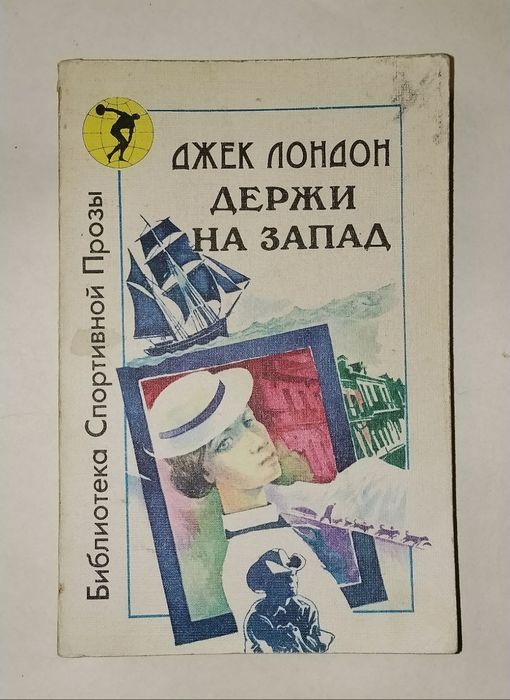 ДЖЕК ЛОНДОН
ДЕРЖИ
НА ЗАПАД
Библиотека Спортивной Прозы